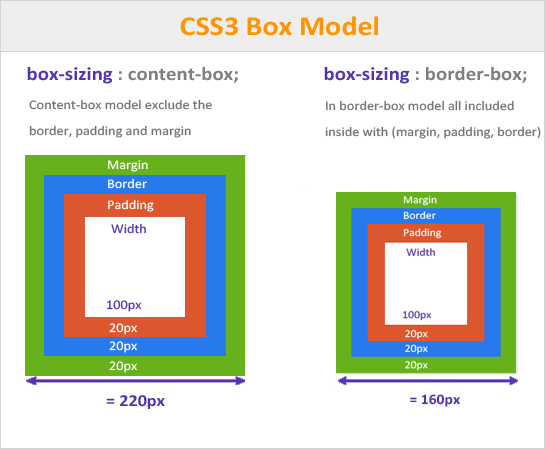 CSS3 Box Model
box-sizing : content-box;
Content-box model exclude the
border, padding and margin
Margin
Border
Padding
Width
100px
20px
20px
20px
= 220px
box-sizing : border-box;
In border-box model all included
inside with (margin, padding, border)
Margin
Border
Padding
Width
100px
20px
20px
20px
= 160px